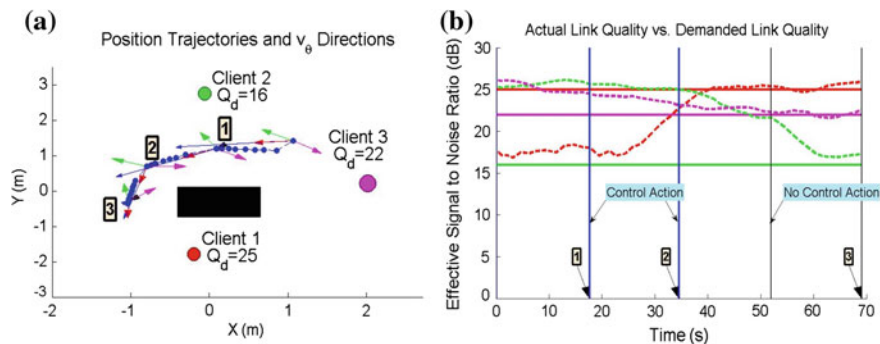 (a)
Position Trajectories and vθ Directions
Client 2
Qd=16
1
Client 3
Qd=22
2
3
Client 1
Qd=25
Y (m)
3
2
1
0
-1
-2
-3
-2
-1
0
1
2
X (m)
(b)
Actual Link Quality vs. Demanded Link Quality
Effective Signal to Noise Ratio (dB)
30
25
20
15
10
5
0
Control Action
No Control Action
1
2
3
0
10
20
30
40
50
60
70
Time (s)